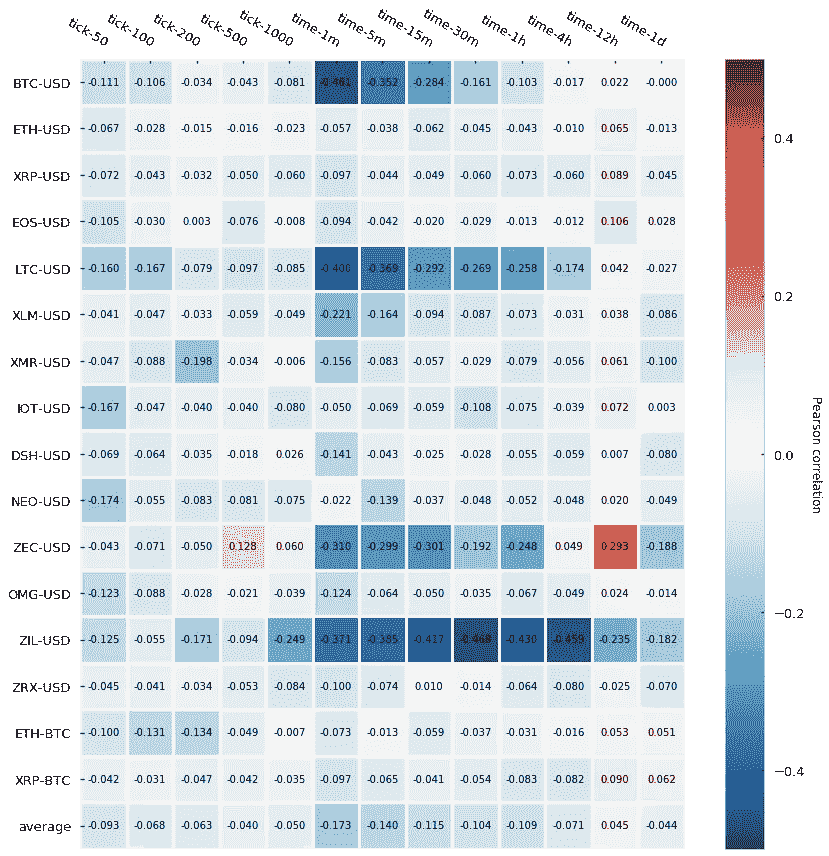 tick-50 tick-100 tick-200 tick-500 tick-1000 time-1m time-5m time-15m time-30m time-1h time-4h time-12h time-1d
BTC-USD -0.111 -0.106 -0.034 -0.043 -0.081 -0.461 -0.352 -0.284 -0.161 -0.103 -0.017 0.022 -0.000
ETH-USD -0.067 -0.028 -0.015 -0.016 -0.023 -0.057 -0.038 -0.062 -0.045 -0.043 -0.010 0.065 -0.013
XRP-USD -0.072 -0.043 -0.032 -0.050 -0.060 -0.097 -0.044 -0.049 -0.060 -0.073 -0.060 0.089 -0.045
EOS-USD -0.105 -0.030 0.003 -0.076 -0.008 -0.094 -0.042 -0.020 -0.029 -0.013 -0.012 0.106 0.028
LTC-USD -0.160 -0.167 -0.079 -0.097 -0.085 -0.400 -0.369 -0.292 -0.269 -0.258 -0.174 0.042 -0.027
XLM-USD -0.041 -0.047 -0.033 -0.059 -0.049 -0.221 -0.164 -0.094 -0.087 -0.073 -0.031 0.038 -0.086
XMR-USD -0.047 -0.088 -0.198 -0.034 -0.006 -0.156 -0.083 -0.057 -0.029 -0.079 -0.056 0.061 -0.100
IOT-USD -0.167 -0.047 -0.040 -0.040 -0.080 -0.050 -0.069 -0.059 -0.108 -0.075 -0.039 0.072 0.003
DSH-USD -0.069 -0.064 -0.035 -0.018 0.026 -0.141 -0.043 -0.025 -0.028 -0.055 -0.059 0.007 -0.080
NEO-USD -0.174 -0.055 -0.083 -0.081 -0.075 -0.022 -0.139 -0.037 -0.048 -0.052 -0.048 0.020 -0.049
ZEC-USD -0.043 -0.071 -0.050 0.128 0.060 -0.310 -0.299 -0.301 -0.192 -0.248 0.049 0.293 -0.188
OMG-USD -0.123 -0.088 -0.028 -0.021 -0.039 -0.124 -0.064 -0.050 -0.035 -0.067 -0.049 0.024 -0.014
ZIL-USD -0.125 -0.055 -0.171 -0.094 -0.249 -0.371 -0.385 -0.417 -0.468 -0.430 -0.459 -0.235 -0.182
ZRX-USD -0.045 -0.041 -0.034 -0.053 -0.084 -0.100 -0.074 0.010 -0.014 -0.064 -0.080 -0.025 -0.070
ETH-BTC -0.100 -0.131 -0.134 -0.049 -0.007 -0.073 -0.013 -0.059 -0.037 -0.031 -0.016 0.053 0.051
XRP-BTC -0.042 -0.031 -0.047 -0.042 -0.035 -0.097 -0.065 -0.041 -0.054 -0.083 -0.082 0.090 0.062
average -0.093 -0.068 -0.063 -0.040 -0.050 -0.173 -0.140 -0.115 -0.104 -0.109 -0.071 0.045 -0.044
0.4
0.2
0.0
−0.2
−0.4
Pearson correlation